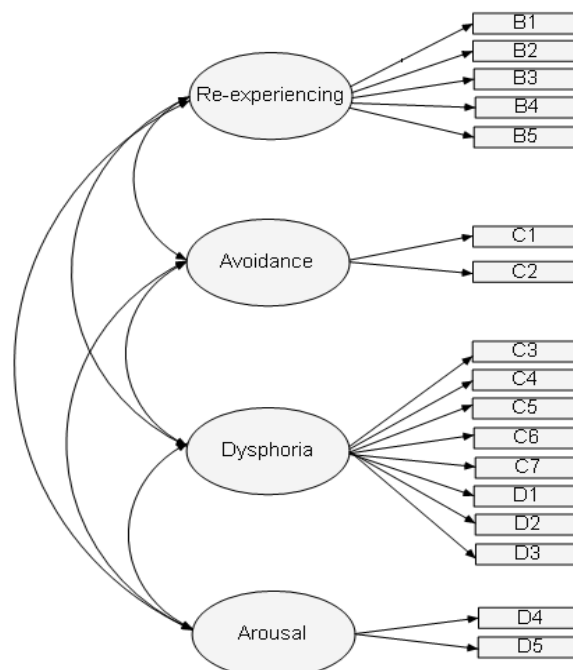 B1
B2
Re-experiencing
B3
B4
B5
Avoidance
C1
C2
C3
C4
C5
Dysphoria
C6
C7
D1
D2
D3
Arousal
D4
D5